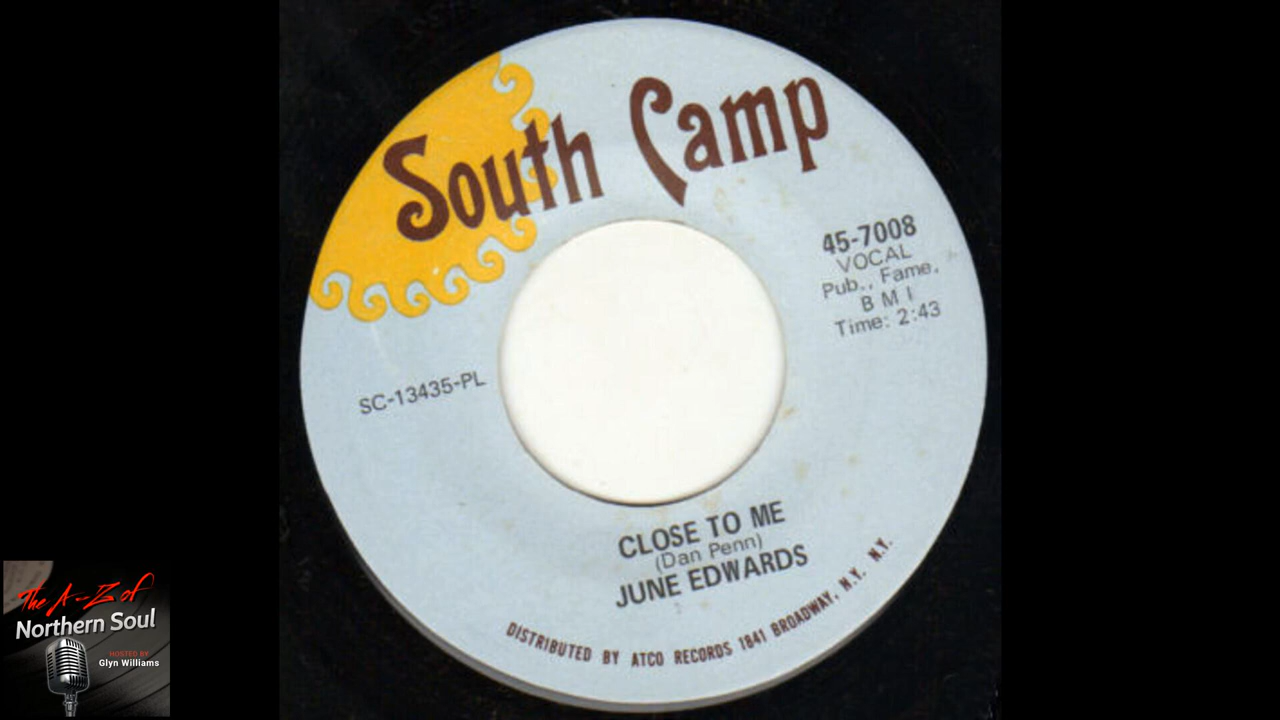 South Camp
45-7008
VOCAL
Pub., Fame,
B M I
Time: 2:43
SC-13435-PL
CLOSE TO ME
(Dan Penn)
JUNE EDWARDS
DISTRIBUTED BY ATCO RECORDS 1841 BROADWAY, N.Y. N.Y.
The A-Z of
Northern Soul
HOSTED BY
Glyn Williams